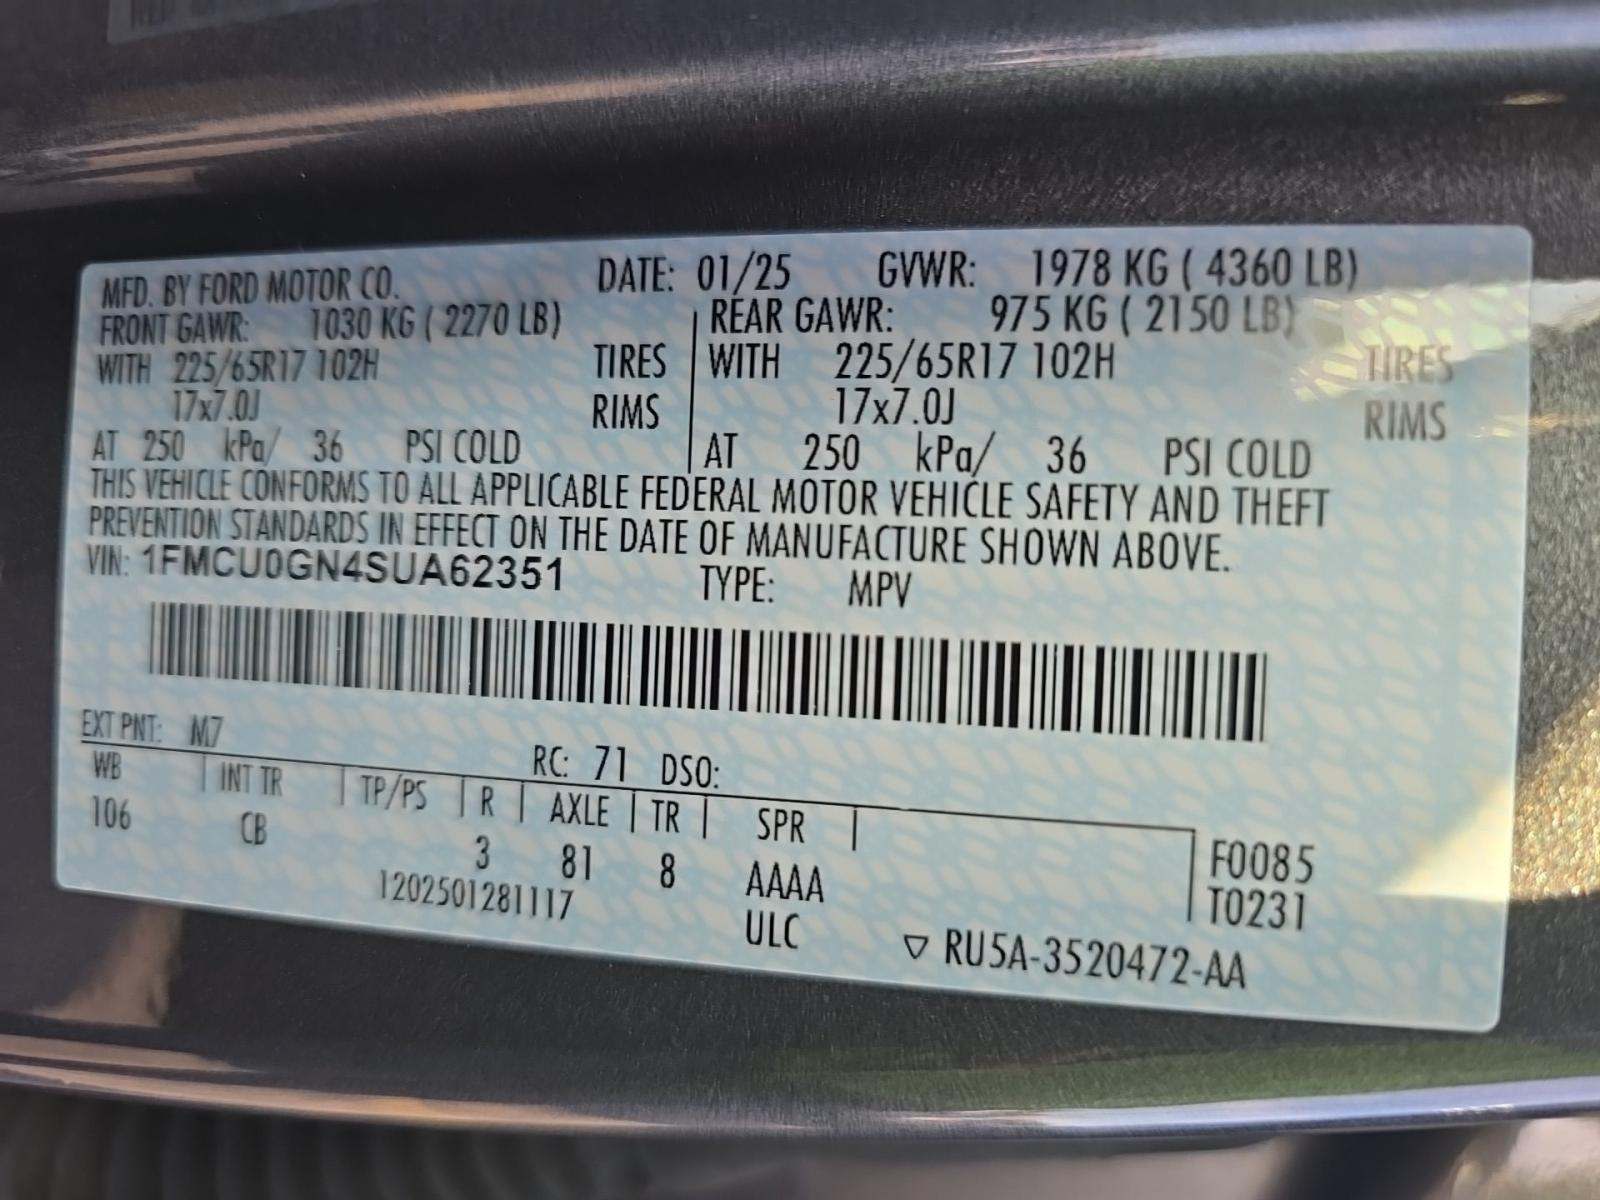 MFD. BY FORD MOTOR CO. DATE: 01/25 GVWR: 1978 KG ( 4360 LB)
FRONT GAWR: 1030 KG ( 2270 LB) REAR GAWR: 975 KG ( 2150 LB)
WITH 225/65R17 102H TIRES WITH 225/65R17 102H TIRES
17x7.0J RIMS 17x7.0J RIMS
AT 250 kPa/ 36 PSI COLD AT 250 kPa/ 36 PSI COLD
THIS VEHICLE CONFORMS TO ALL APPLICABLE FEDERAL MOTOR VEHICLE SAFETY AND THEFT
PREVENTION STANDARDS IN EFFECT ON THE DATE OF MANUFACTURE SHOWN ABOVE.
VIN: 1FMCU0GN4SUA62351 TYPE: MPV
EXT PNT: M7 RC: 71 DSO:
WB INT TR TP/PS R AXLE TR SPR
106 CB 3 81 8 AAAA F0085
1202501281117 ULC T0231
▽ RU5A-3520472-AA